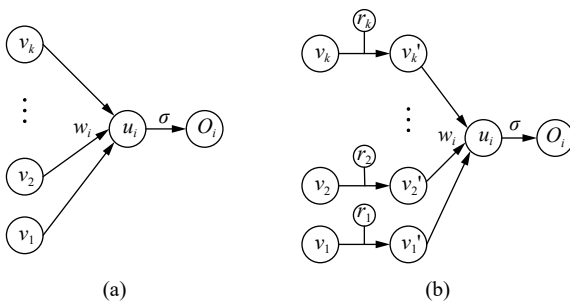 v_k
⋮
w_i u_i σ O_i
v_2
v_1
(a)
r_k
v_k v_k'
⋮
w_i u_i σ O_i
r_2
v_2 v_2'
r_1
v_1 v_1'
(b)